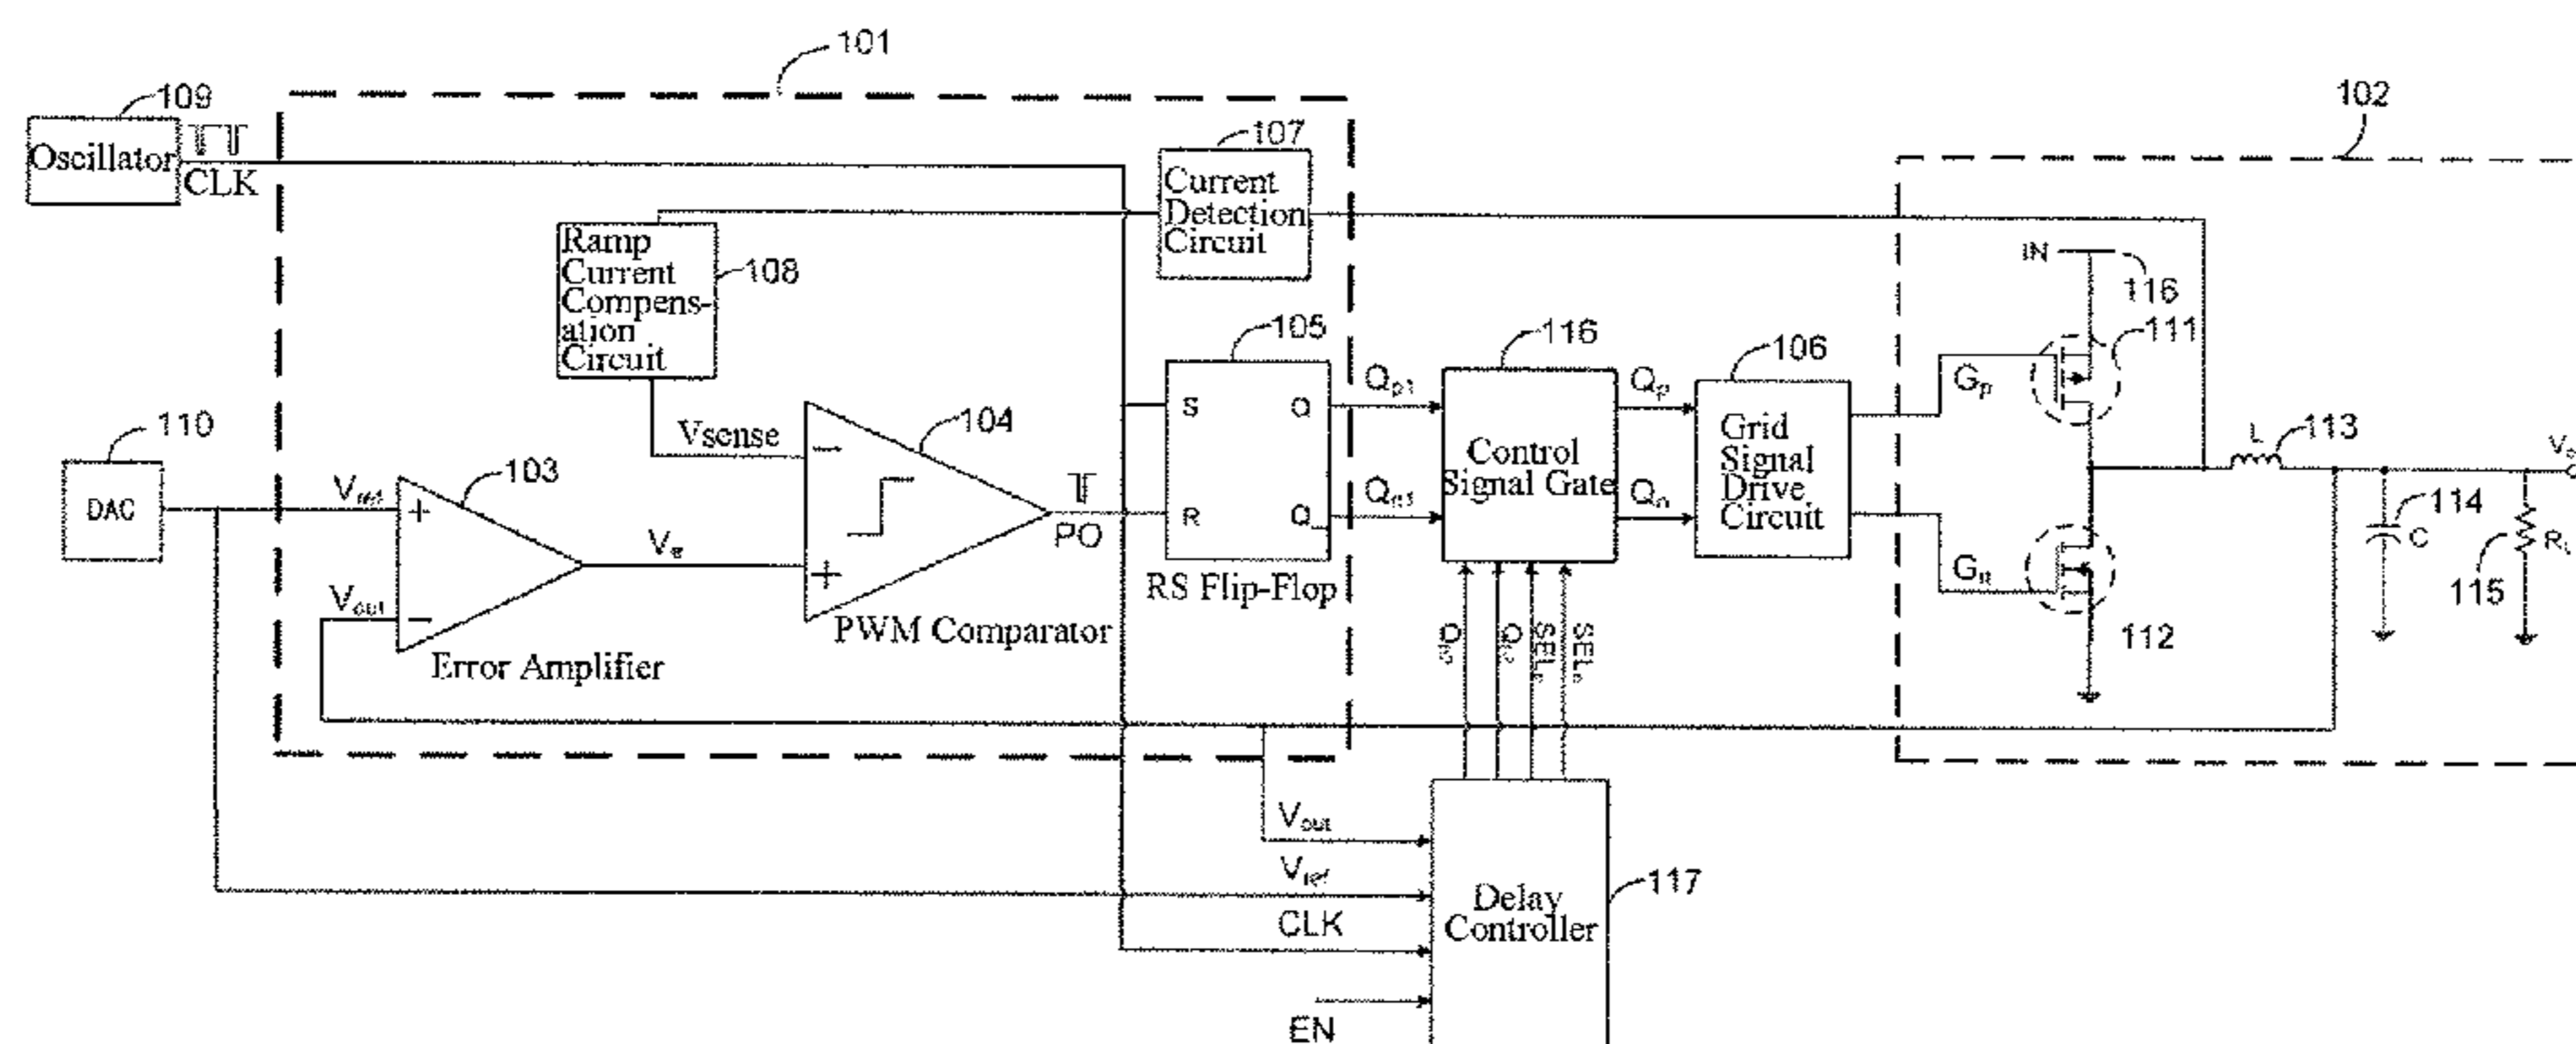 101
109
Oscillator
CLK
107
Current
Detection
Circuit
102
Ramp
Current
Compens-
ation
Circuit
108
IN
116
111
105
S
Q
R
Q
RS Flip-Flop
Qp1
116
Control
Signal Gate
Qp
Qn
106
Grid
Signal
Drive
Circuit
Gp
Gn
112
L
113
114
C
115
110
DAC
Vref
103
Vout
Error Amplifier
Vsense
104
PO
PWM Comparator
Vout
Vref
CLK
EN
Delay
Controller
117